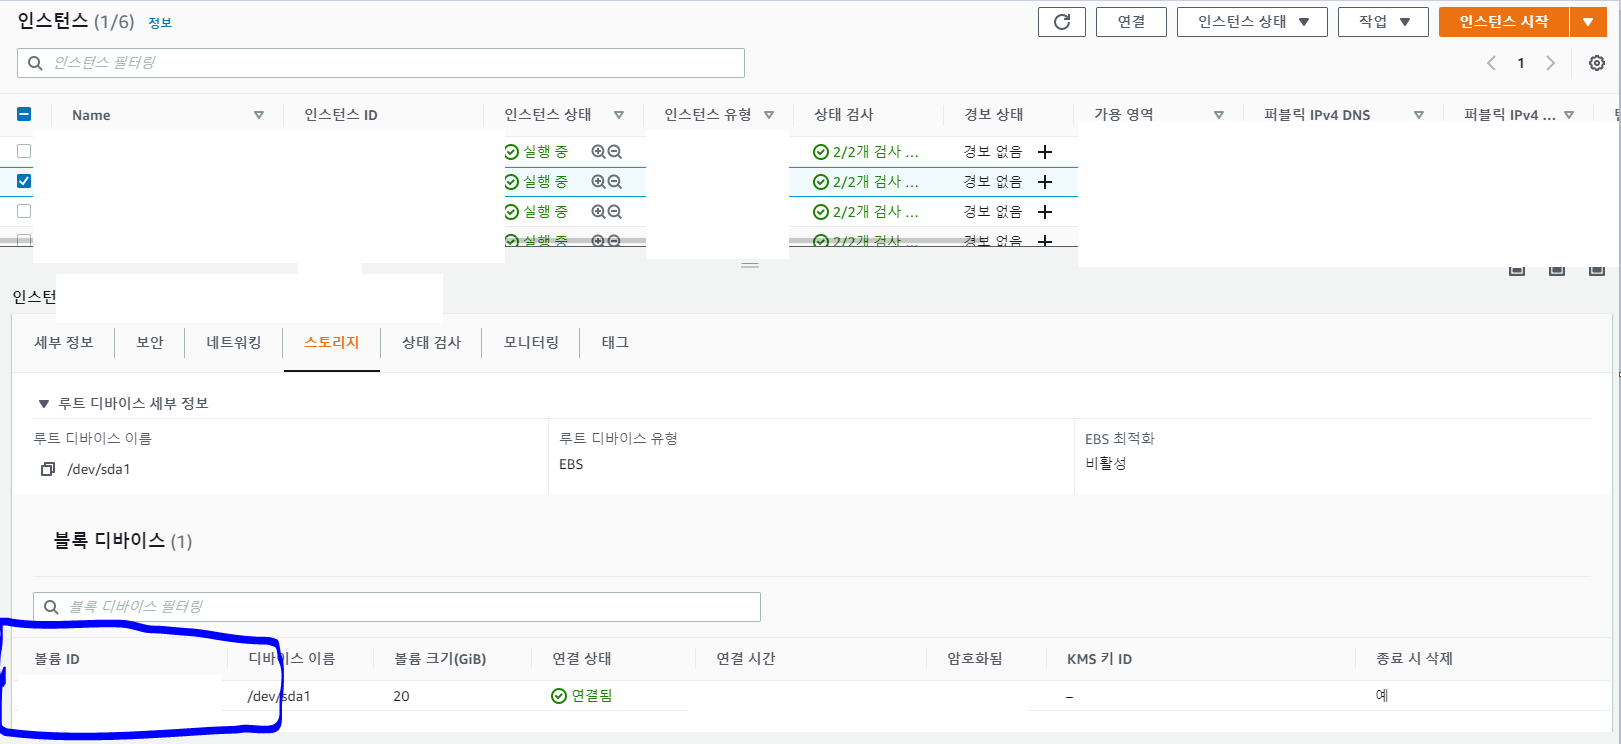 인스턴스 (1/6) 정보 연결 인스턴스 상태 작업 인스턴스 시작
인스턴스 필터링 1
Name 인스턴스 ID 인스턴스 상태 인스턴스 유형 상태 검사 경보 상태 가용 영역 퍼블릭 IPv4 DNS 퍼블릭 IPv4 ...
실행 중 2/2개 검사 ... 경보 없음
실행 중 2/2개 검사 ... 경보 없음
실행 중 2/2개 검사 ... 경보 없음
실행 중 2/2개 검사 ... 경보 없음
인스턴
세부 정보 보안 네트워킹 스토리지 상태 검사 모니터링 태그
루트 디바이스 세부 정보
루트 디바이스 이름 루트 디바이스 유형 EBS 최적화
/dev/sda1 EBS 비활성
블록 디바이스 (1)
블록 디바이스 필터링
볼륨 ID 디바이스 이름 볼륨 크기(GiB) 연결 상태 연결 시간 암호화됨 KMS 키 ID 종료 시 삭제
/dev/sda1 20 연결됨 – 예